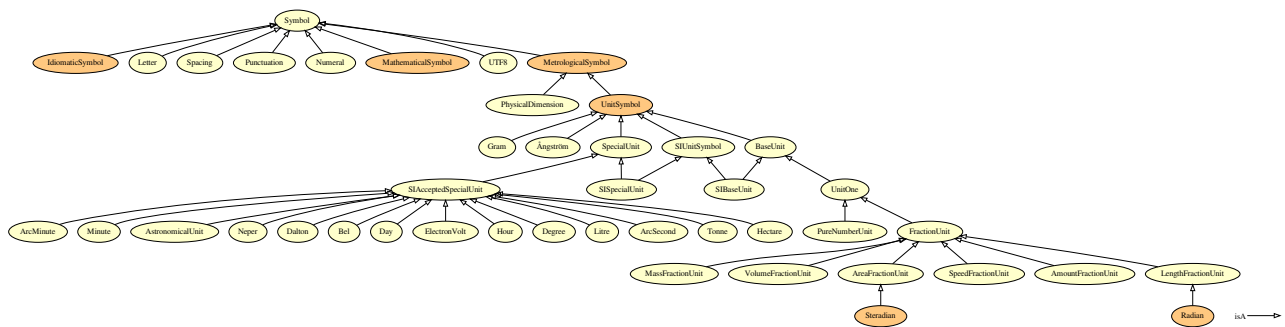 Symbol
IdiomaticSymbol Letter Spacing Punctuation Numeral MathematicalSymbol UTF8 MetrologicalSymbol
PhysicalDimension UnitSymbol
Gram Ångström SpecialUnit SIUnitSymbol BaseUnit
SIAcceptedSpecialUnit SISpecialUnit SIBaseUnit UnitOne
ArcMinute Minute AstronomicalUnit Neper Dalton Bel Day ElectronVolt Hour Degree Litre ArcSecond Tonne Hectare PureNumberUnit FractionUnit
MassFractionUnit VolumeFractionUnit AreaFractionUnit SpeedFractionUnit AmountFractionUnit LengthFractionUnit
Steradian Radian isA